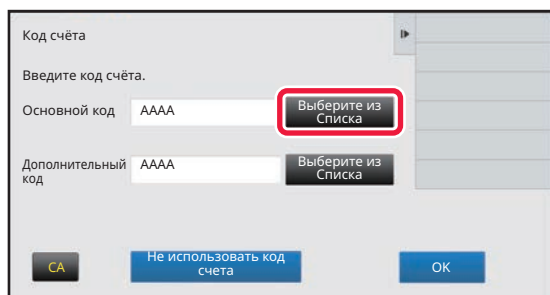 Код счёта
Введите код счёта.
Основной код AAAA Выберите из
Списка
Дополнительный
код AAAA Выберите из
Списка
CA Не использовать код
счета OK